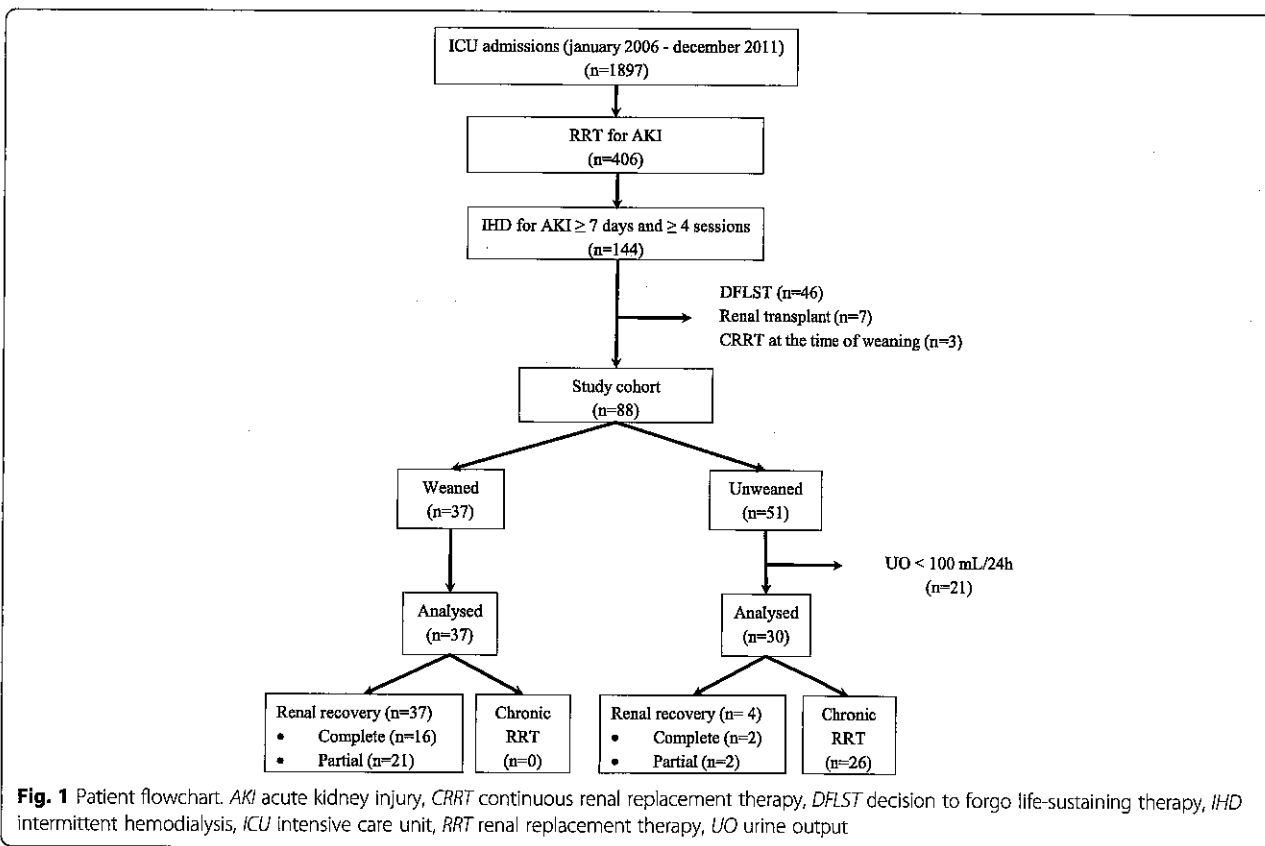 ICU admissions (january 2006 - december 2011)
(n=1897)
RRT for AKI
(n=406)
IHD for AKI ≥ 7 days and ≥ 4 sessions
(n=144)
DFLST (n=46)
Renal transplant (n=7)
CRRT at the time of weaning (n=3)
Study cohort
(n=88)
Weaned
(n=37)
Unweaned
(n=51)
UO < 100 mL/24h
(n=21)
Analysed
(n=37)
Analysed
(n=30)
Renal recovery (n=37)
• Complete (n=16)
• Partial (n=21)
Chronic
RRT
(n=0)
Renal recovery (n= 4)
• Complete (n=2)
• Partial (n=2)
Chronic
RRT
(n=26)
Fig. 1 Patient flowchart. AKI acute kidney injury, CRRT continuous renal replacement therapy, DFLST decision to forgo life-sustaining therapy, IHD
intermittent hemodialysis, ICU intensive care unit, RRT renal replacement therapy, UO urine output